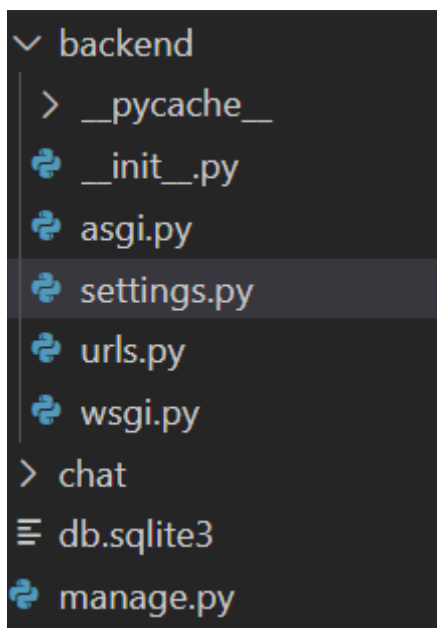 backend
__pycache__
__init__.py
asgi.py
settings.py
urls.py
wsgi.py
chat
db.sqlite3
manage.py